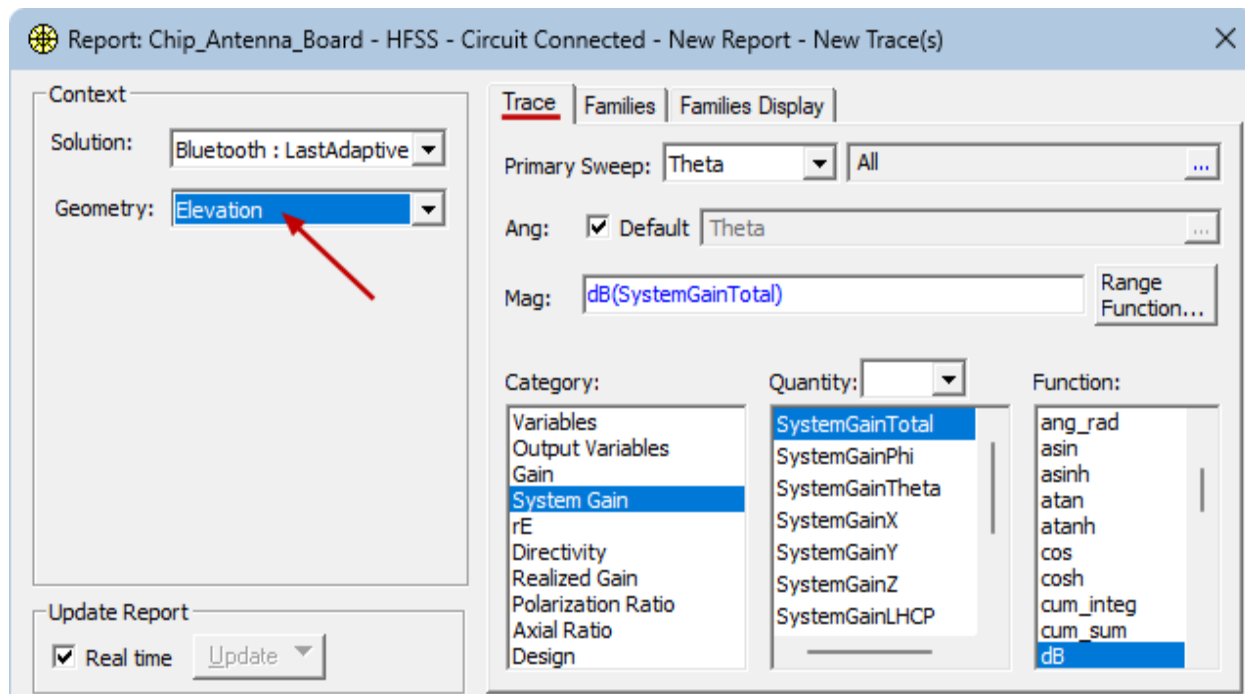 Report: Chip_Antenna_Board - HFSS - Circuit Connected - New Report - New Trace(s)
Context
Solution: Bluetooth : LastAdaptive
Geometry: Elevation
Update Report
Real time Update
Trace Families Families Display
Primary Sweep: Theta All ...
Ang: Default Theta ...
Mag: dB(SystemGainTotal) Range
Function...
Category:
Variables
Output Variables
Gain
System Gain
rE
Directivity
Realized Gain
Polarization Ratio
Axial Ratio
Design
Quantity:
SystemGainTotal
SystemGainPhi
SystemGainTheta
SystemGainX
SystemGainY
SystemGainZ
SystemGainLHCP
Function:
ang_rad
asin
asinh
atan
atanh
cos
cosh
cum_integ
cum_sum
dB